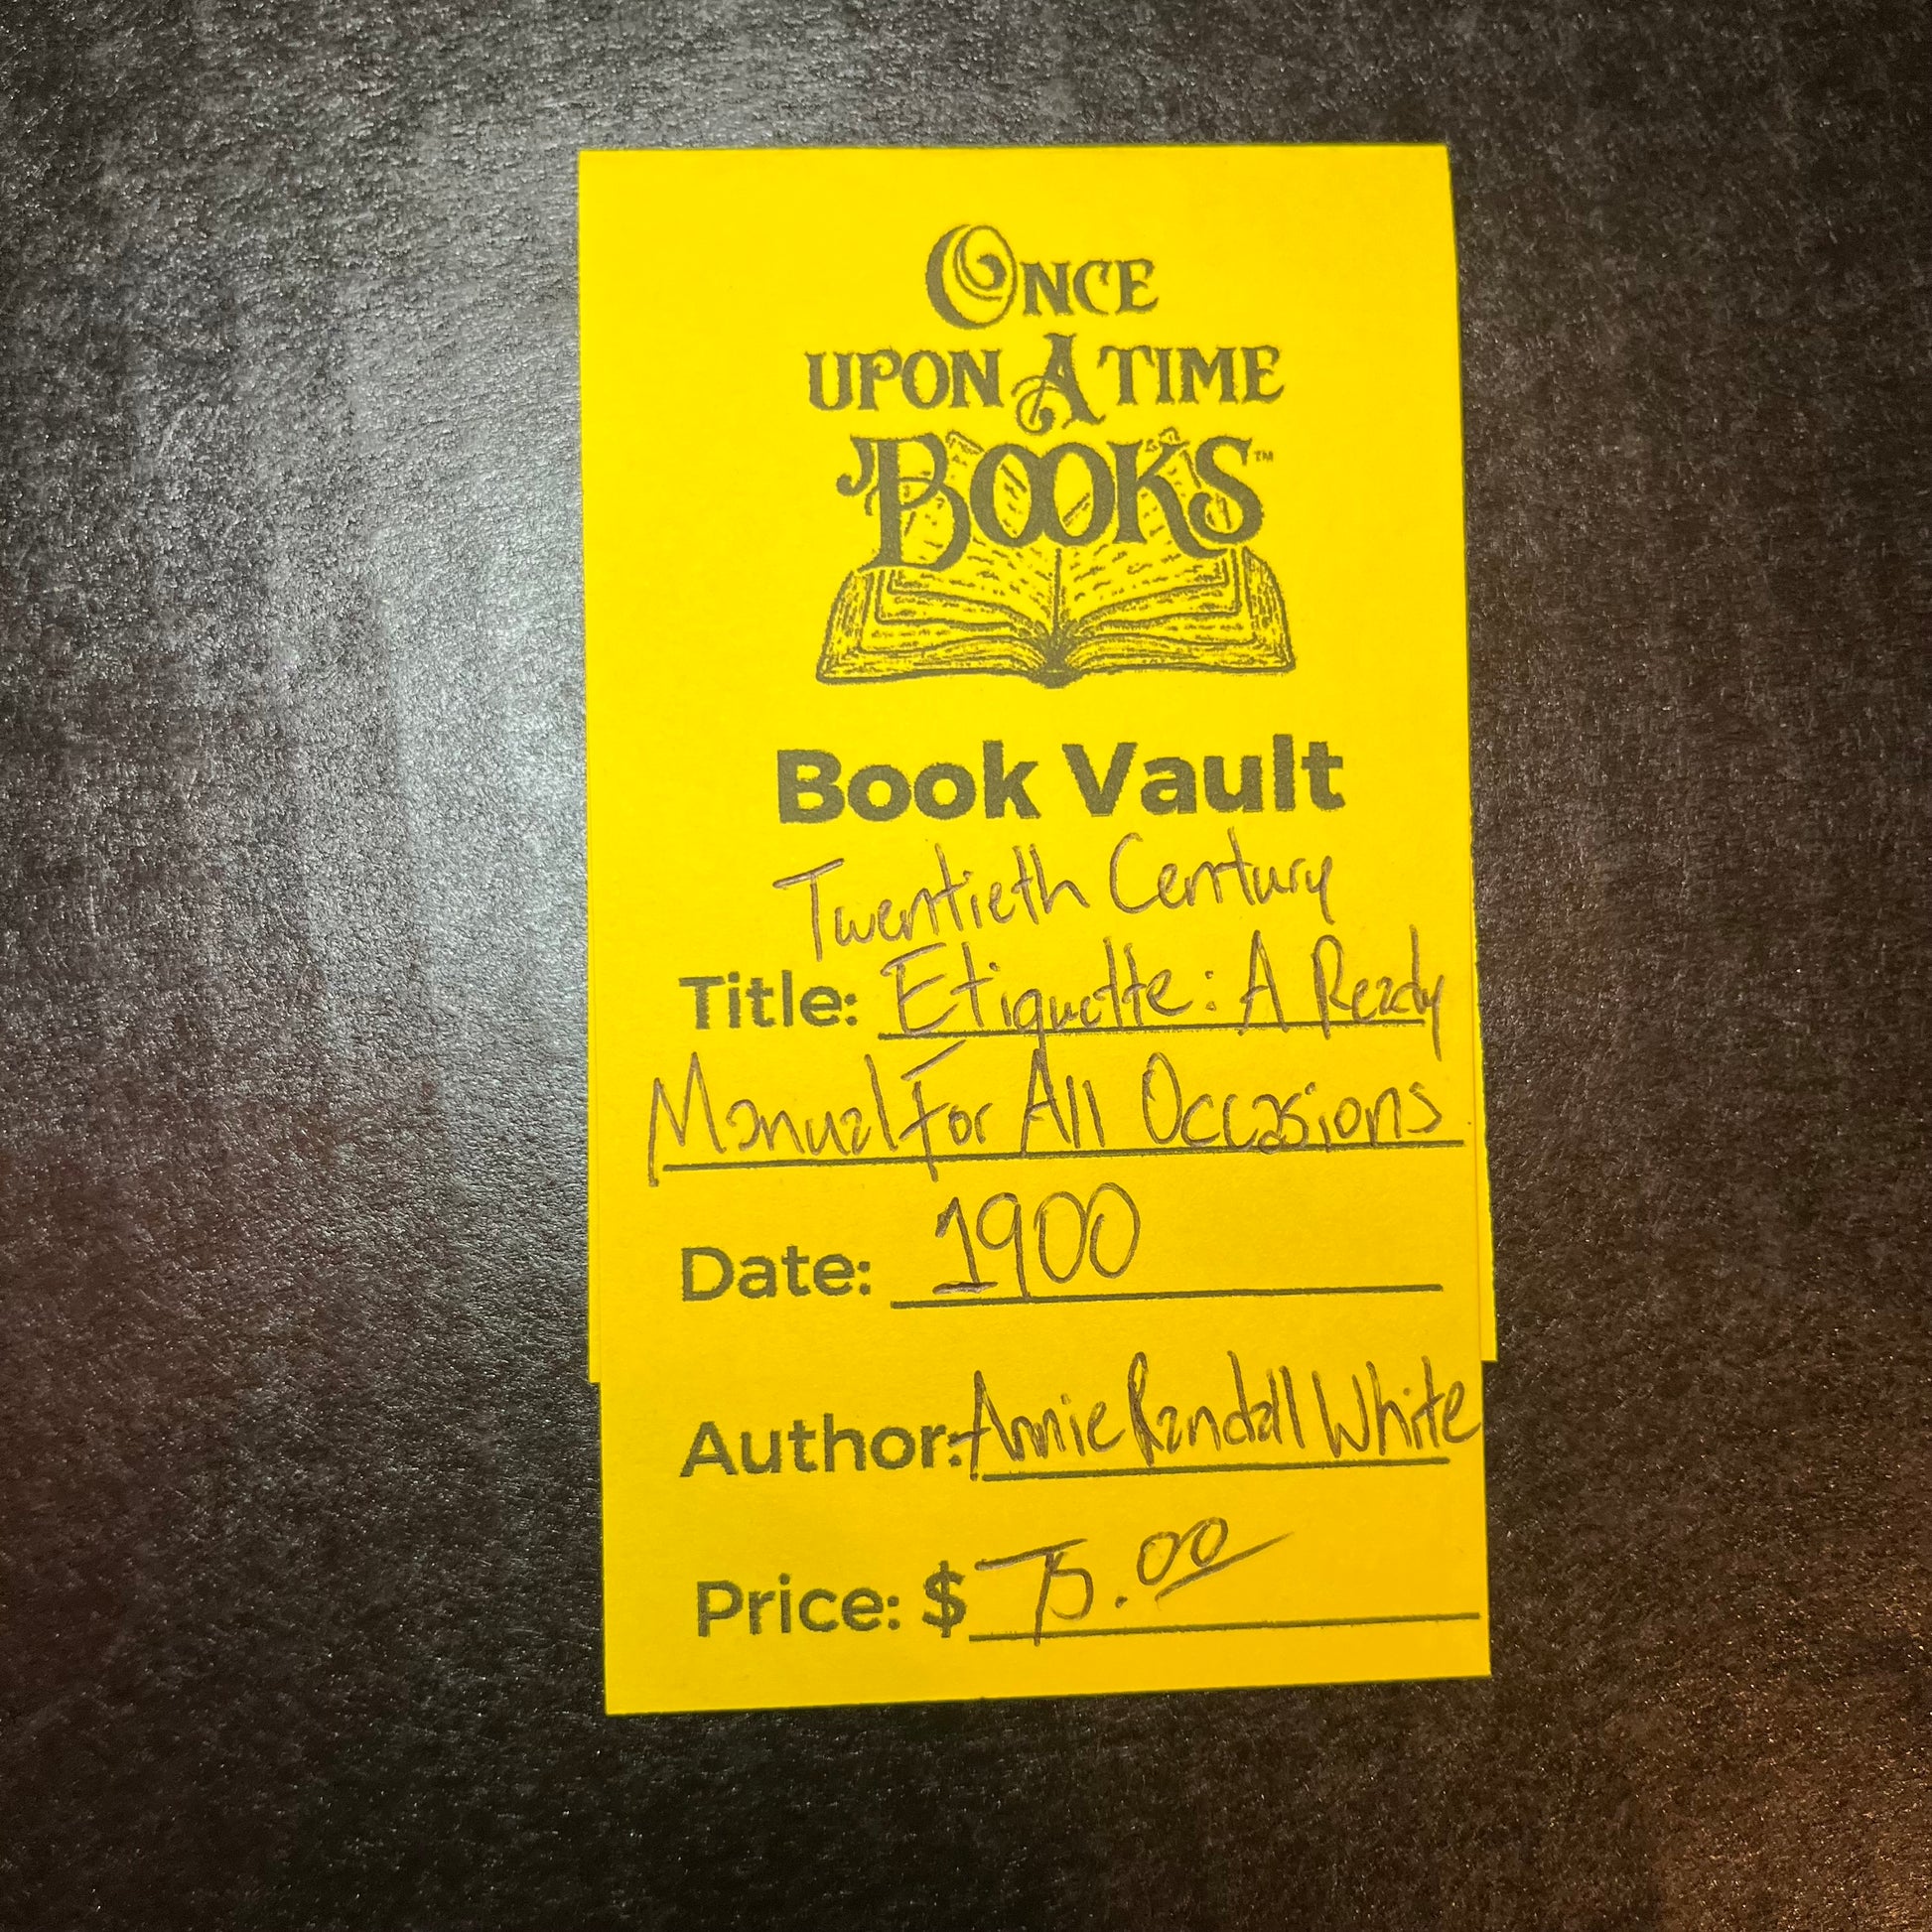 ONCE
UPON A TIME
BOOKS™
Book Vault
Twentieth Century
Title: Etiquette: A Ready
Manual For All Occasions
Date: 1900
Author: Annie Randall White
Price: $ 75.00